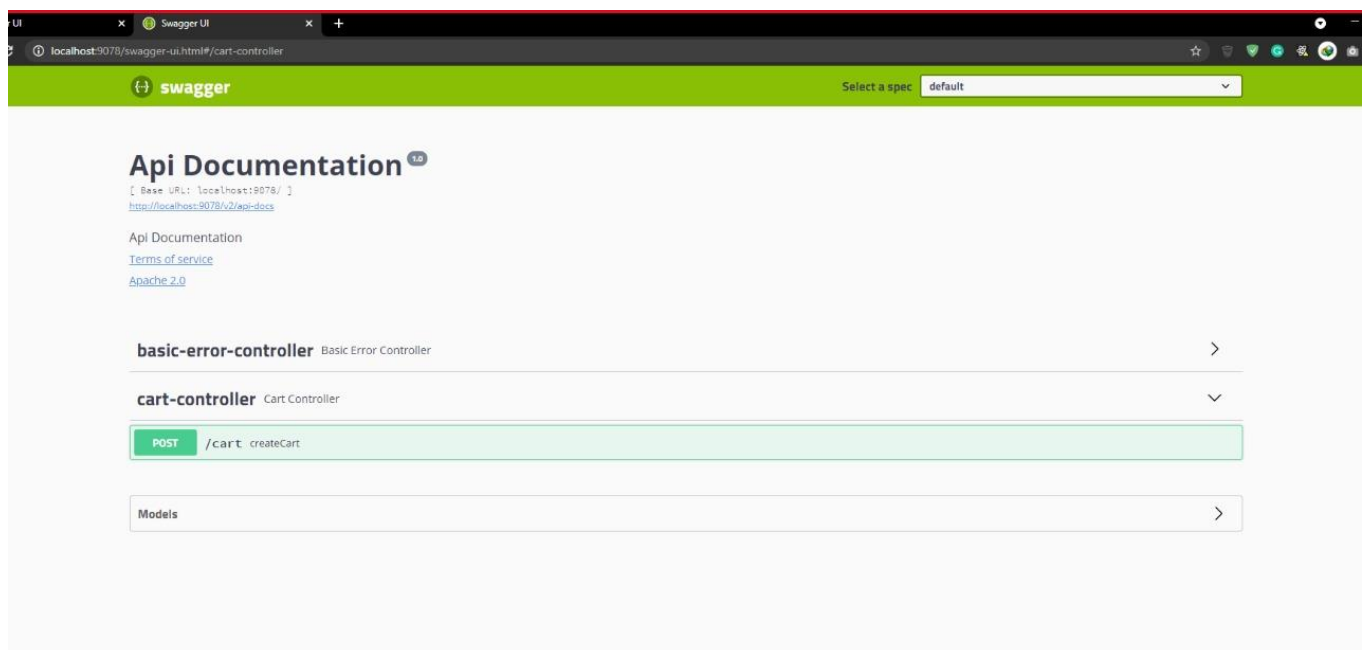 r UI
Swagger UI
localhost:9078/swagger-ui.html#/cart-controller
swagger
Select a spec default
Api Documentation 1.0
[ Base URL: localhost:9078/ ]
http://localhost:9078/v2/api-docs
Api Documentation
Terms of service
Apache 2.0
basic-error-controller Basic Error Controller
cart-controller Cart Controller
POST /cart createCart
Models